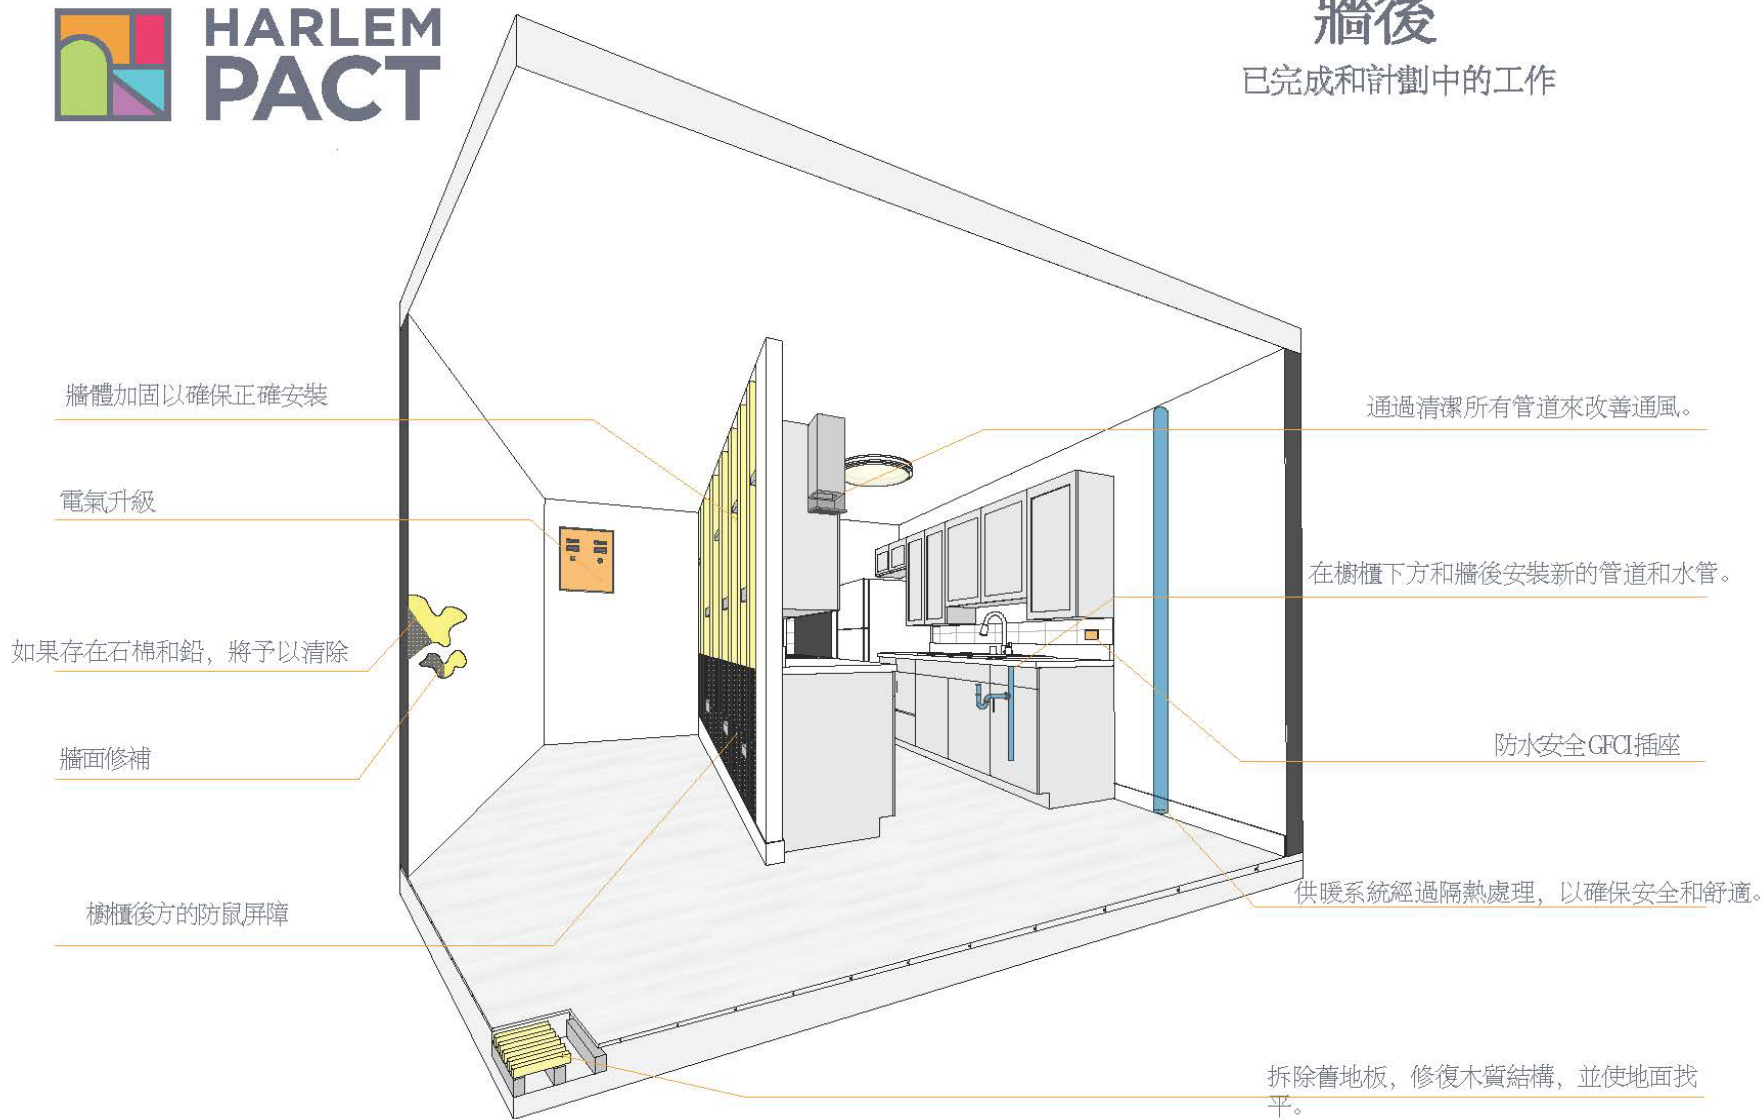 HARLEM
PACT
牆後
已完成和計劃中的工作
牆體加固以確保正確安裝
電氣升級
如果存在石棉和鉛，將予以清除
牆面修補
櫥櫃後方的防鼠屏障
通過清潔所有管道來改善通風。
在櫥櫃下方和牆後安裝新的管道和水管。
防水安全GFCI插座
供暖系統經過隔熱處理，以確保安全和舒適。
拆除舊地板，修復木質結構，並使地面找
平。